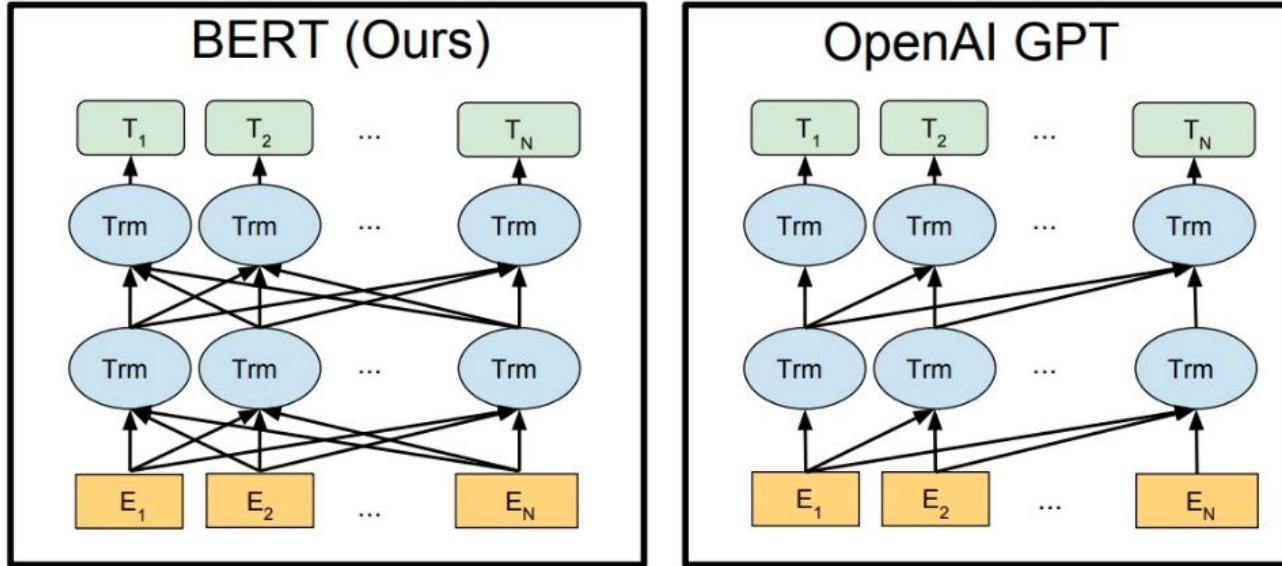 BERT (Ours)
T1 T2 ... TN
Trm Trm ... Trm
Trm Trm ... Trm
E1 E2 ... EN
OpenAI GPT
T1 T2 ... TN
Trm Trm ... Trm
Trm Trm ... Trm
E1 E2 ... EN